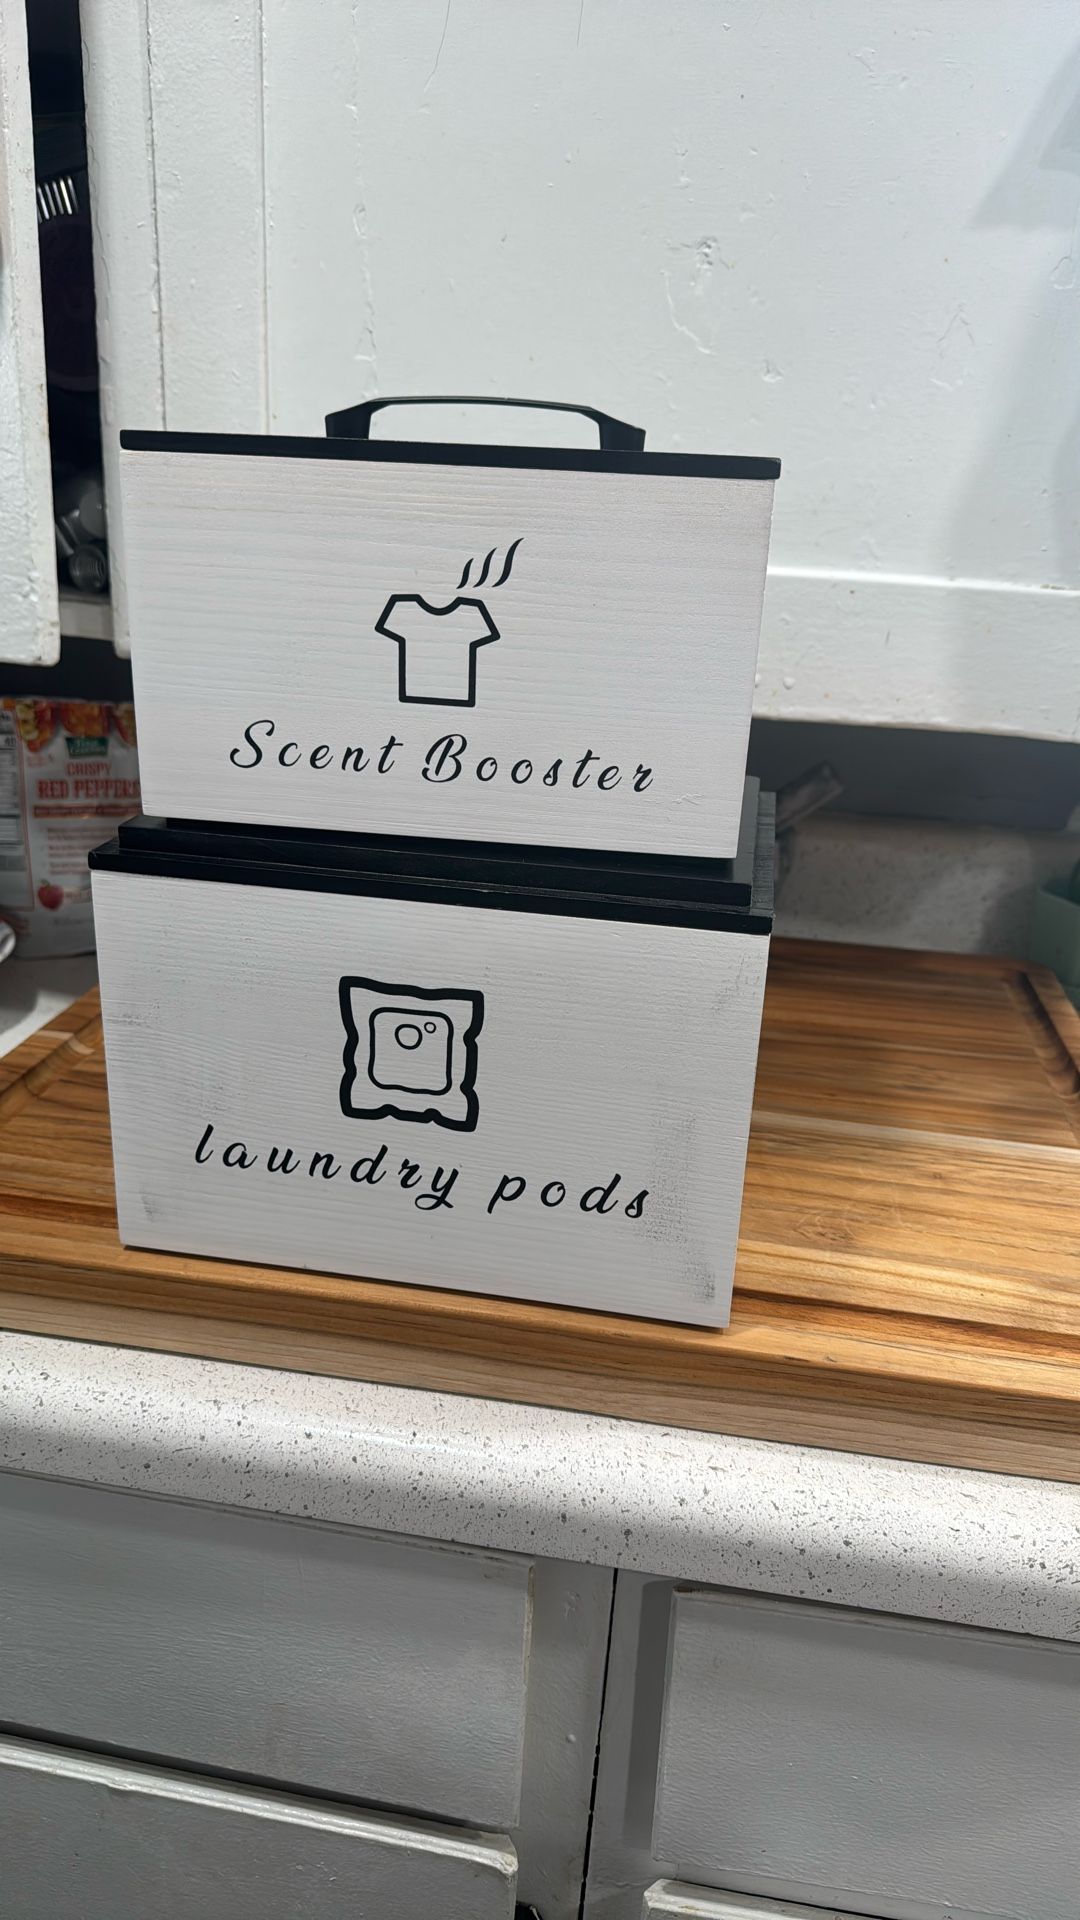 Scent Booster
CRISPY
RED PEPPERS
laundry pods